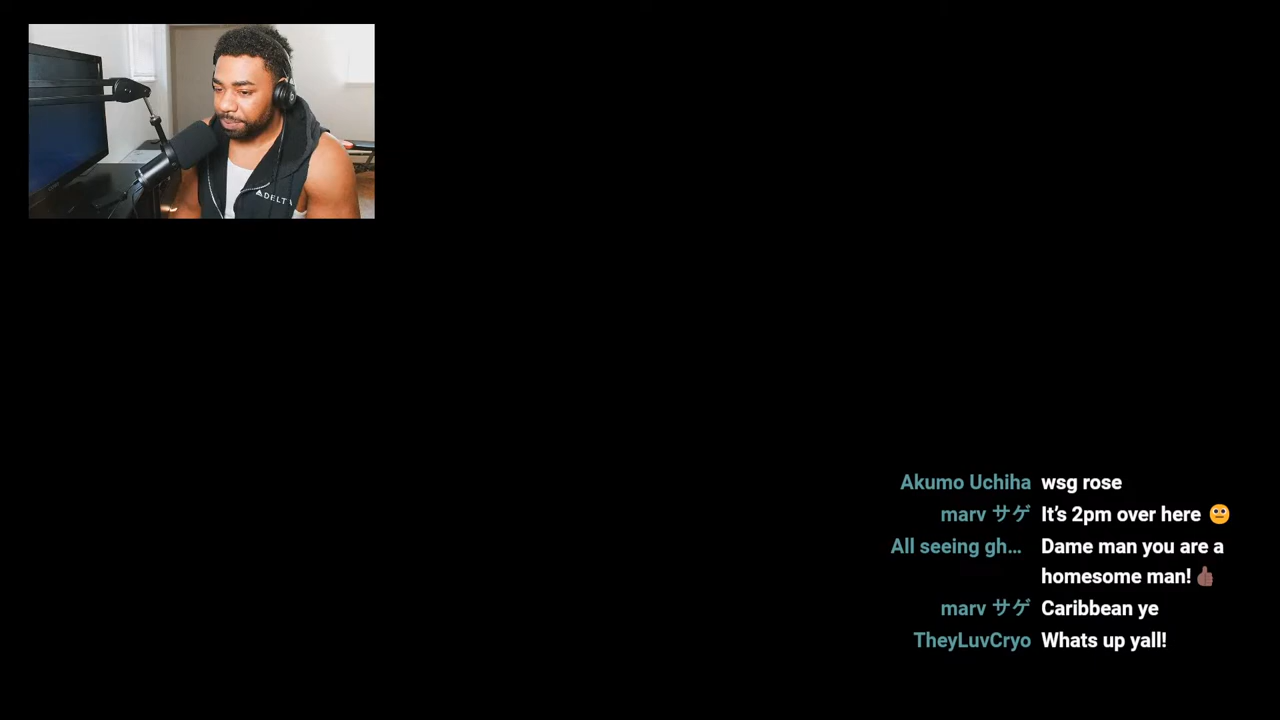 DELTA
Akumo Uchiha wsg rose
marv サゲ It's 2pm over here 😳
All seeing gh… Dame man you are a
homesome man! 👍🏾
marv サゲ Caribbean ye
TheyLuvCryo Whats up yall!